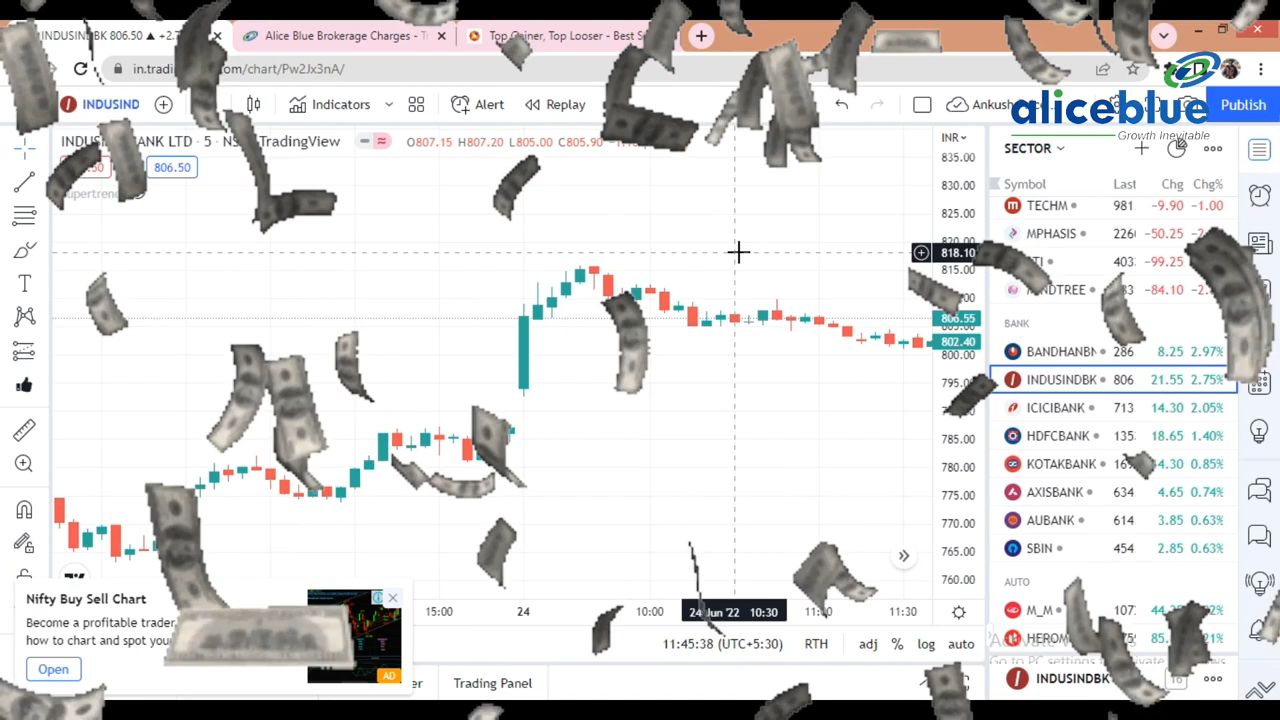 INDUSINDBK 806.50 ▲ +2.7
Alice Blue Brokerage Charges - T
Top Gainer, Top Looser - Best S
in.trading
com/chart/Pw2Jx3nA/
INDUSIND
Indicators
Alert
Replay
Ankush
Publish
aliceblue
Growth Inevitable
INDUS
BANK LTD · 5 · NS
TradingView
O807.15 H807.20 L805.00 C805.90
806.50
INR
SECTOR
Symbol Last Chg Chg%
TECHM 981 −9.90 −1.00
MPHASIS 226 −50.25
403 −99.25
−84.10
BANK
BANDHANBN 286 8.25 2.97%
INDUSINDBK 806 21.55 2.75%
ICICIBANK 713 14.30 2.05%
HDFCBANK 135 18.65 1.40%
KOTAKBANK 0.85%
AXISBANK 634 4.65 0.74%
AUBANK 614 3.85 0.63%
SBIN 454 2.85 0.63%
AUTO
M_M 107
HEROM
835.00
830.00
825.00
818.10
815.00
806.55
802.40
800.00
795.00
785.00
780.00
775.00
770.00
765.00
760.00
15:00
24
10:00
24 Jun '22 10:30
11:30
11:45:38 (UTC+5:30)
RTH
adj
%
log
auto
Nifty Buy Sell Chart
Become a profitable trader
how to chart and spot you
Open
AD
Trading Panel
INDUSINDBK